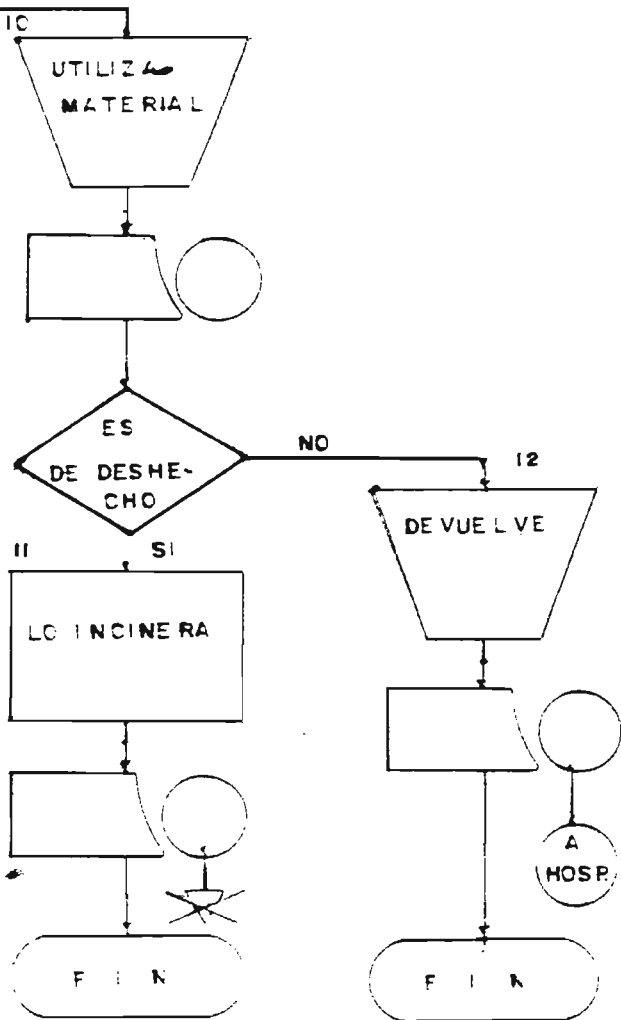 10
UTILIZA
MATERIAL
ES
DE DESHE-
CHO
NO
12
DEVUELVE
11
SI
LO INCINERA
A
HOSP.
FIN
FIN